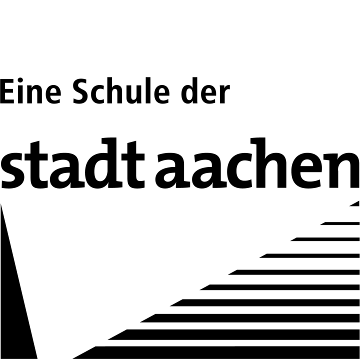 Eine Schule der
stadt aachen